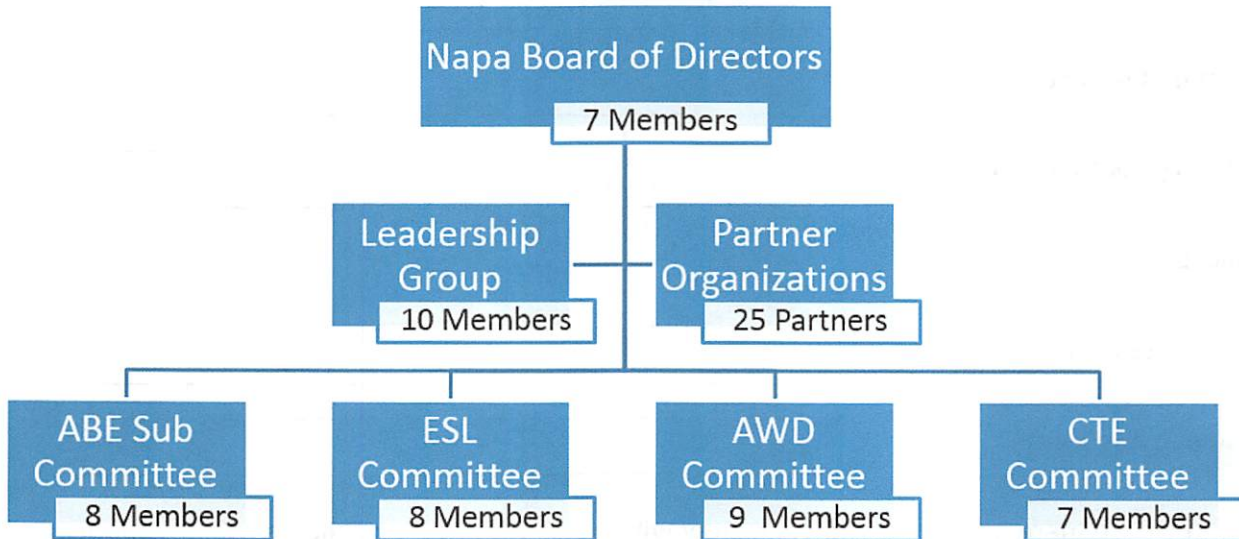 Napa Board of Directors
7 Members
Leadership
Group
10 Members
Partner
Organizations
25 Partners
ABE Sub
Committee
8 Members
ESL
Committee
8 Members
AWD
Committee
9 Members
CTE
Committee
7 Members